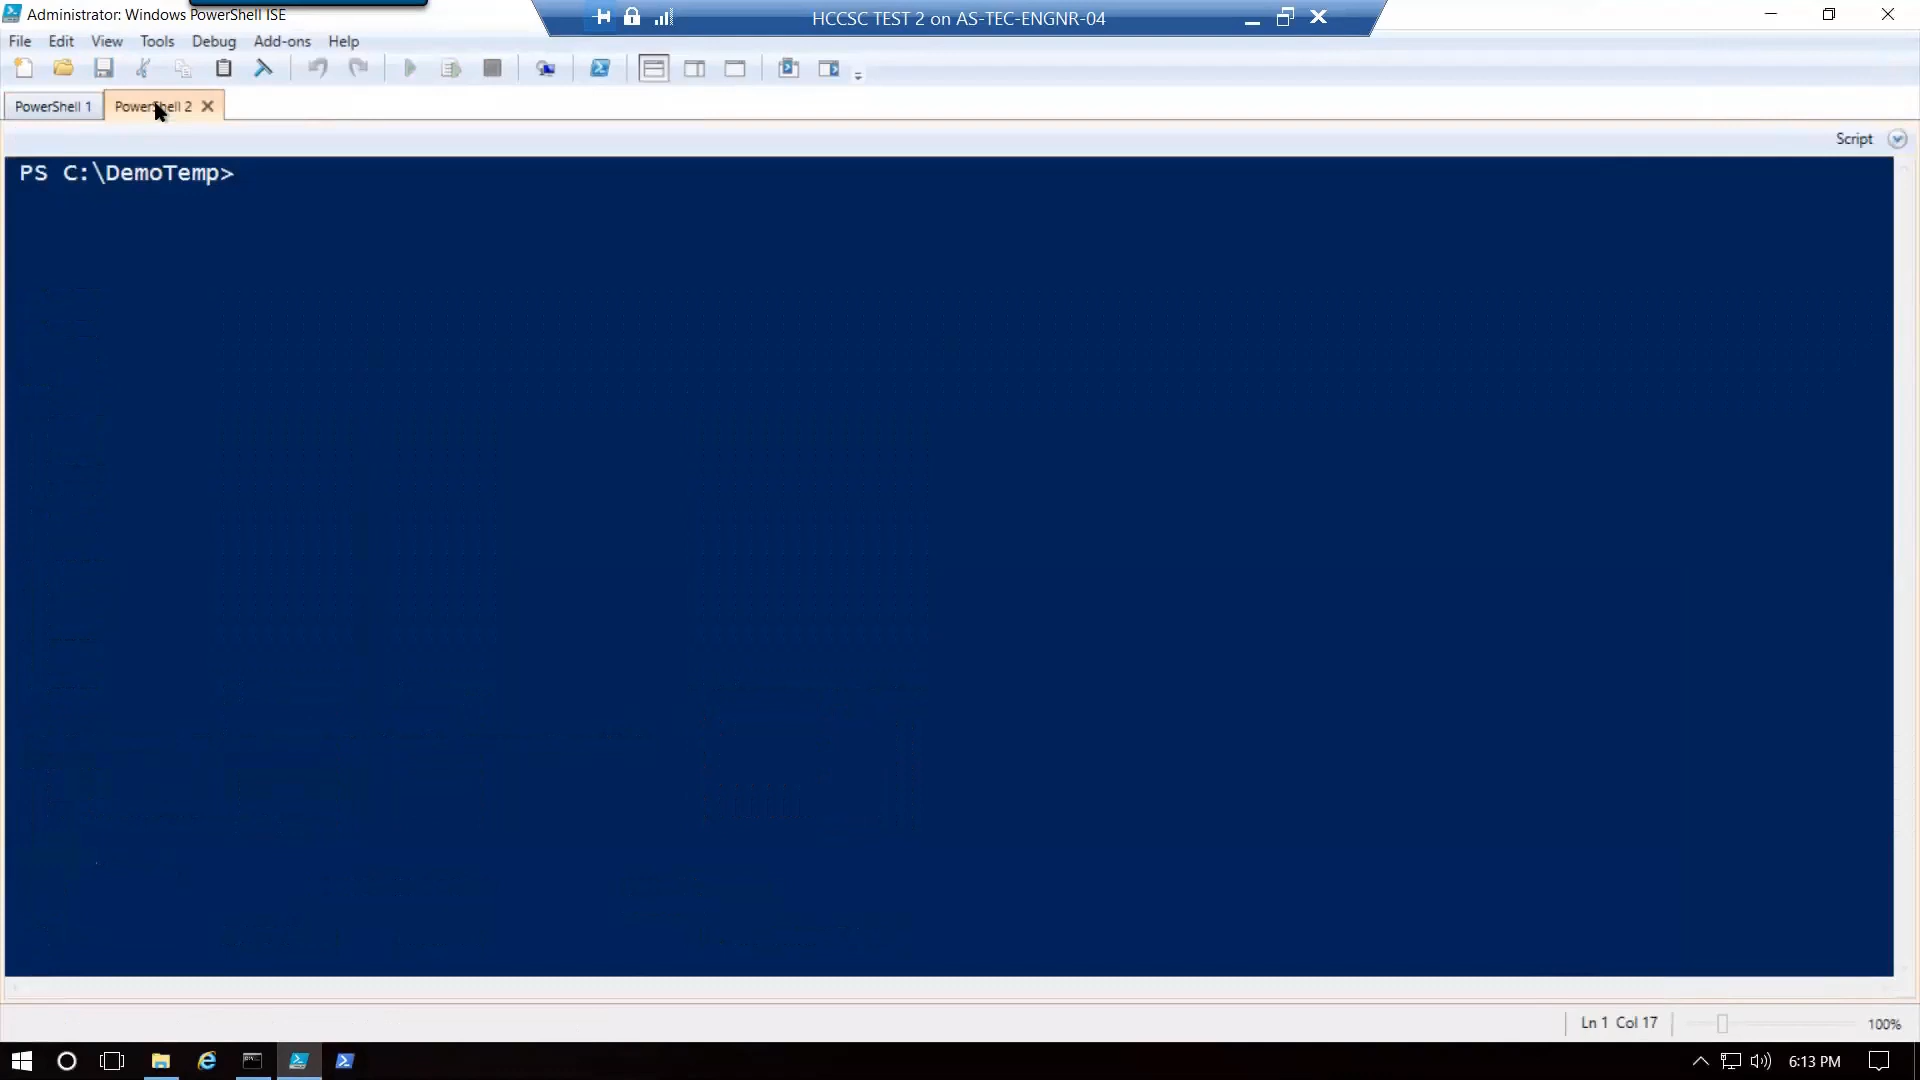 Administrator: Windows PowerShell ISE
HCCSC TEST 2 on AS-TEC-ENGNR-04
File Edit View Tools Debug Add-ons Help
PowerShell 1 PowerShell 2
Script
PS C:\DemoTemp>
Ln 1 Col 17
100%
6:13 PM